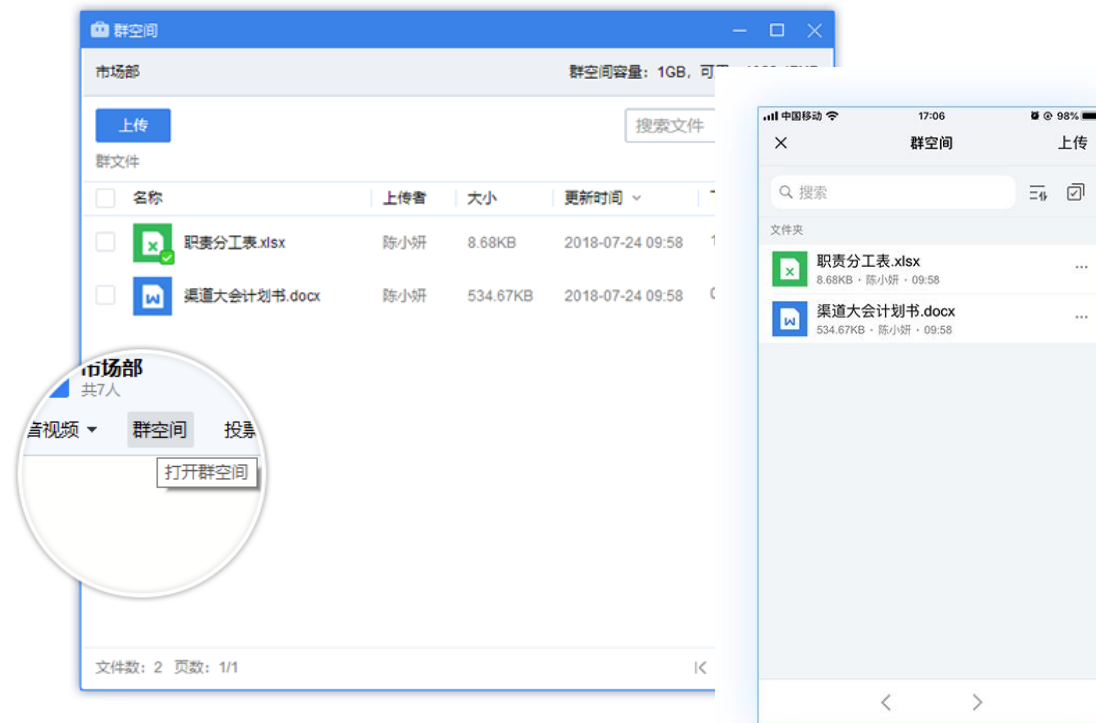 群空间
市场部
群空间容量：1GB，可
上传
搜索文件
群文件
名称 上传者 大小 更新时间
职责分工表.xlsx 陈小妍 8.68KB 2018-07-24 09:58
渠道大会计划书.docx 陈小妍 534.67KB 2018-07-24 09:58
市场部
共7人
音视频 群空间 投票
打开群空间
文件数：2 页数：1/1
中国移动 17:06 98%
群空间 上传
搜索
文件夹
职责分工表.xlsx
8.68KB · 陈小妍 · 09:58
渠道大会计划书.docx
534.67KB · 陈小妍 · 09:58